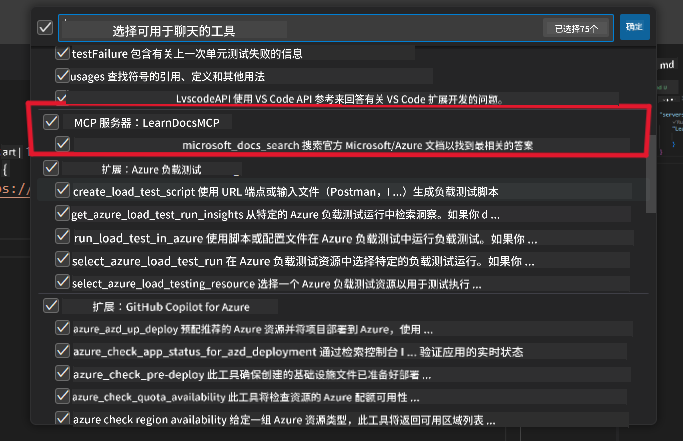 选择可用于聊天的工具
已选择75个
确定
testFailure 包含有关上一次单元测试失败的信息
usages 查找符号的引用、定义和其他用法
LvscodeAPI 使用 VS Code API 参考来回答有关 VS Code 扩展开发的问题。
MCP 服务器：LearnDocsMCP
microsoft_docs_search 搜索官方 Microsoft/Azure 文档以找到最相关的答案
扩展：Azure 负载测试
create_load_test_script 使用 URL 端点或输入文件（Postman，I ...）生成负载测试脚本
get_azure_load_test_run_insights 从特定的 Azure 负载测试运行中检索洞察。如果你 d ...
run_load_test_in_azure 使用脚本或配置文件在 Azure 负载测试中运行负载测试。如果你 ...
select_azure_load_test_run 在 Azure 负载测试资源中选择特定的负载测试运行。如果你 ...
select_azure_load_testing_resource 选择一个 Azure 负载测试资源以用于测试执行 ...
扩展：GitHub Copilot for Azure
azure_azd_up_deploy 预配推荐的 Azure 资源并将项目部署到 Azure，使用 ...
azure_check_app_status_for_azd_deployment 通过检索控制台 I ... 验证应用的实时状态
azure_check_pre-deploy 此工具确保创建的基础设施文件已准备好部署 ...
azure_check_quota_availability 此工具将检查资源的 Azure 配额可用性 ...
azure check region availability 给定一组 Azure 资源类型，此工具将返回可用区域列表 ...
art|
{
s://
md
"servers